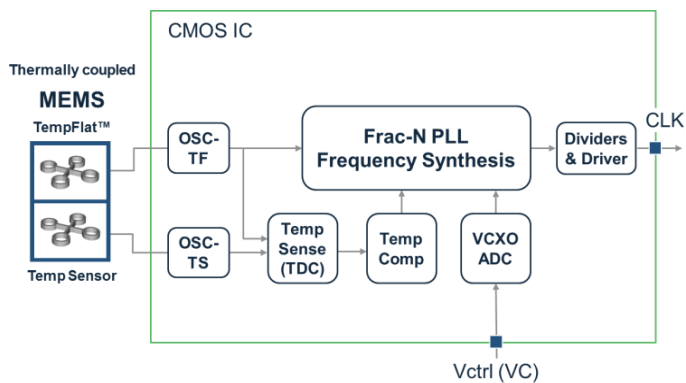 CMOS IC
Thermally coupled
MEMS
TempFlat™
Temp Sensor
OSC-
TF
OSC-
TS
Temp
Sense
(TDC)
Temp
Comp
Frac-N PLL
Frequency Synthesis
VCXO
ADC
Dividers
& Driver
CLK
Vctrl (VC)